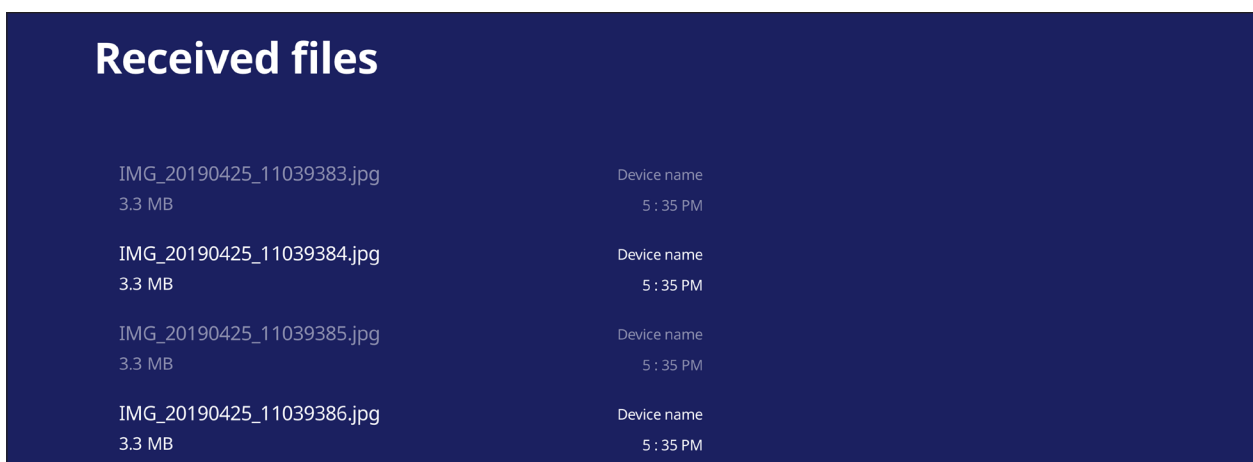 Received files
IMG_20190425_11039383.jpg
Device name
3.3 MB
5 : 35 PM
IMG_20190425_11039384.jpg
Device name
3.3 MB
5 : 35 PM
IMG_20190425_11039385.jpg
Device name
3.3 MB
5 : 35 PM
IMG_20190425_11039386.jpg
Device name
3.3 MB
5 : 35 PM